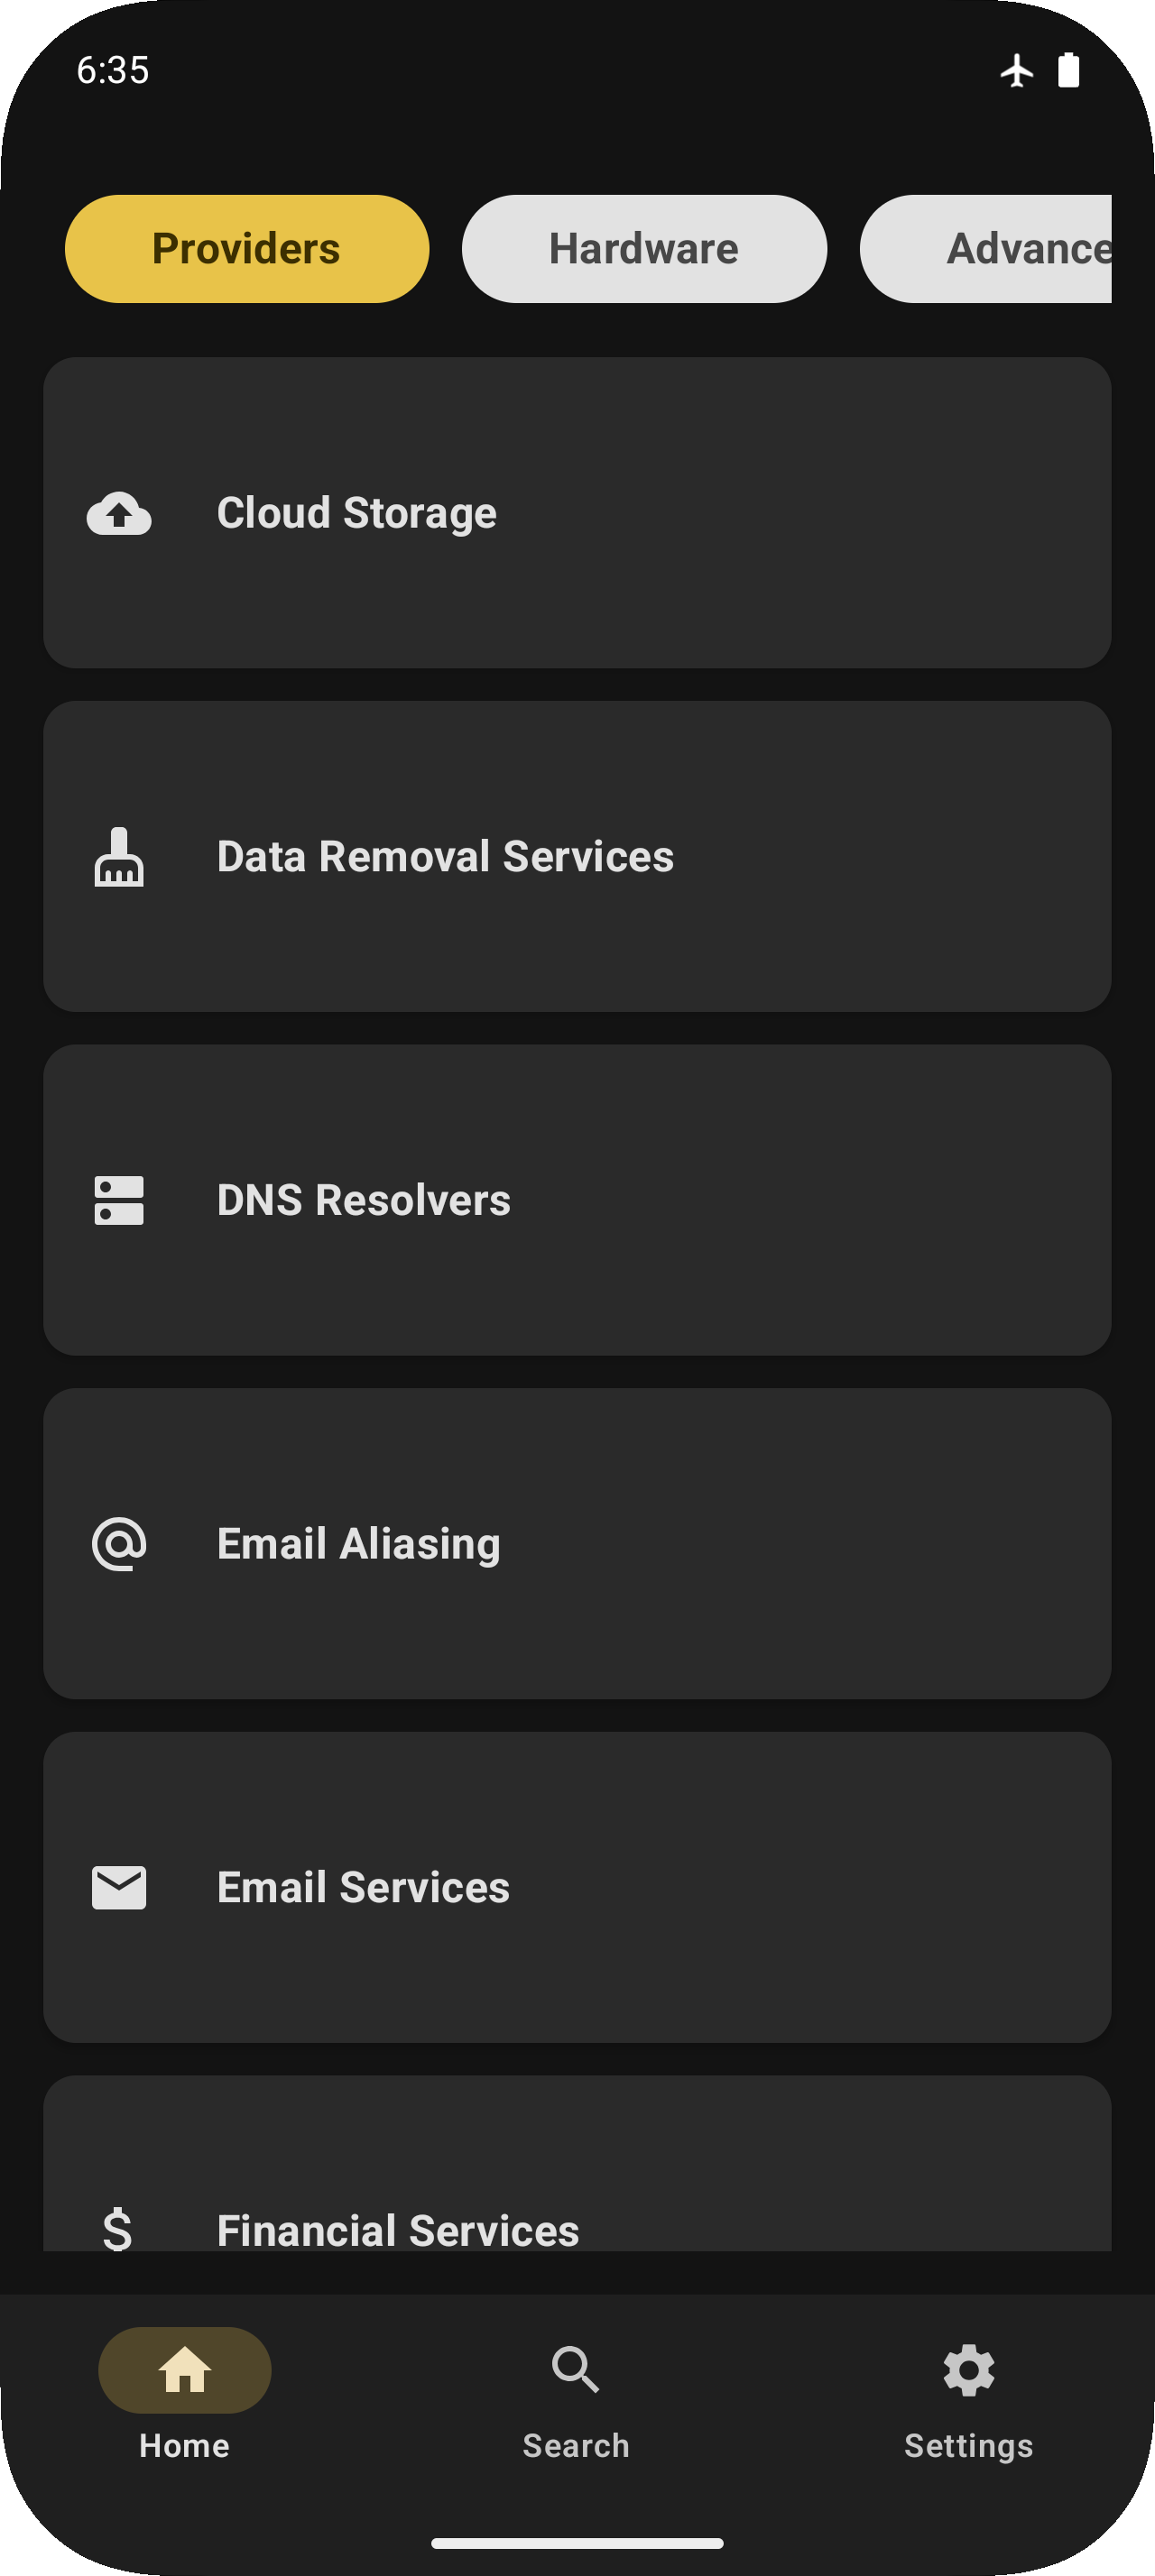 6:35
Providers
Hardware
Advance
Cloud Storage
Data Removal Services
DNS Resolvers
Email Aliasing
Email Services
$ Financial Services
Home
Search
Settings